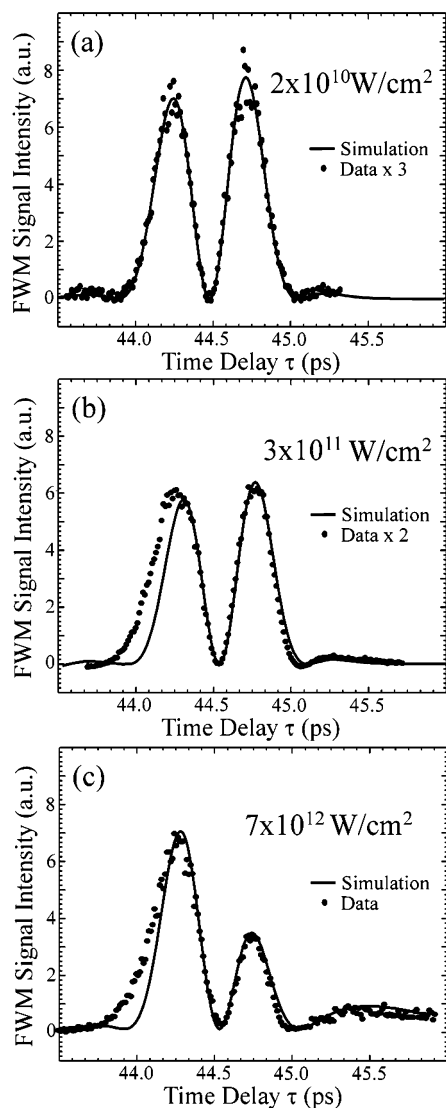 (a)
2x10¹⁰W/cm²
Simulation
Data x 3
FWM Signal Intensity (a.u.)
8
6
4
2
0
44.0 44.5 45.0 45.5
Time Delay τ (ps)
(b)
3x10¹¹ W/cm²
Simulation
Data x 2
FWM Signal Intensity (a.u.)
8
6
4
2
0
44.0 44.5 45.0 45.5
Time Delay τ (ps)
(c)
7x10¹² W/cm²
Simulation
Data
FWM Signal Intensity (a.u.)
8
6
4
2
0
44.0 44.5 45.0 45.5
Time Delay τ (ps)